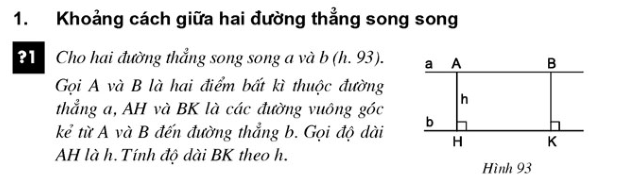 1. Khoảng cách giữa hai đường thẳng song song
?1 Cho hai đường thẳng song song a và b (h. 93).
Gọi A và B là hai điểm bất kì thuộc đường
thẳng a, AH và BK là các đường vuông góc
kẻ từ A và B đến đường thẳng b. Gọi độ dài
AH là h. Tính độ dài BK theo h.
a A B
h
b
H K
Hình 93